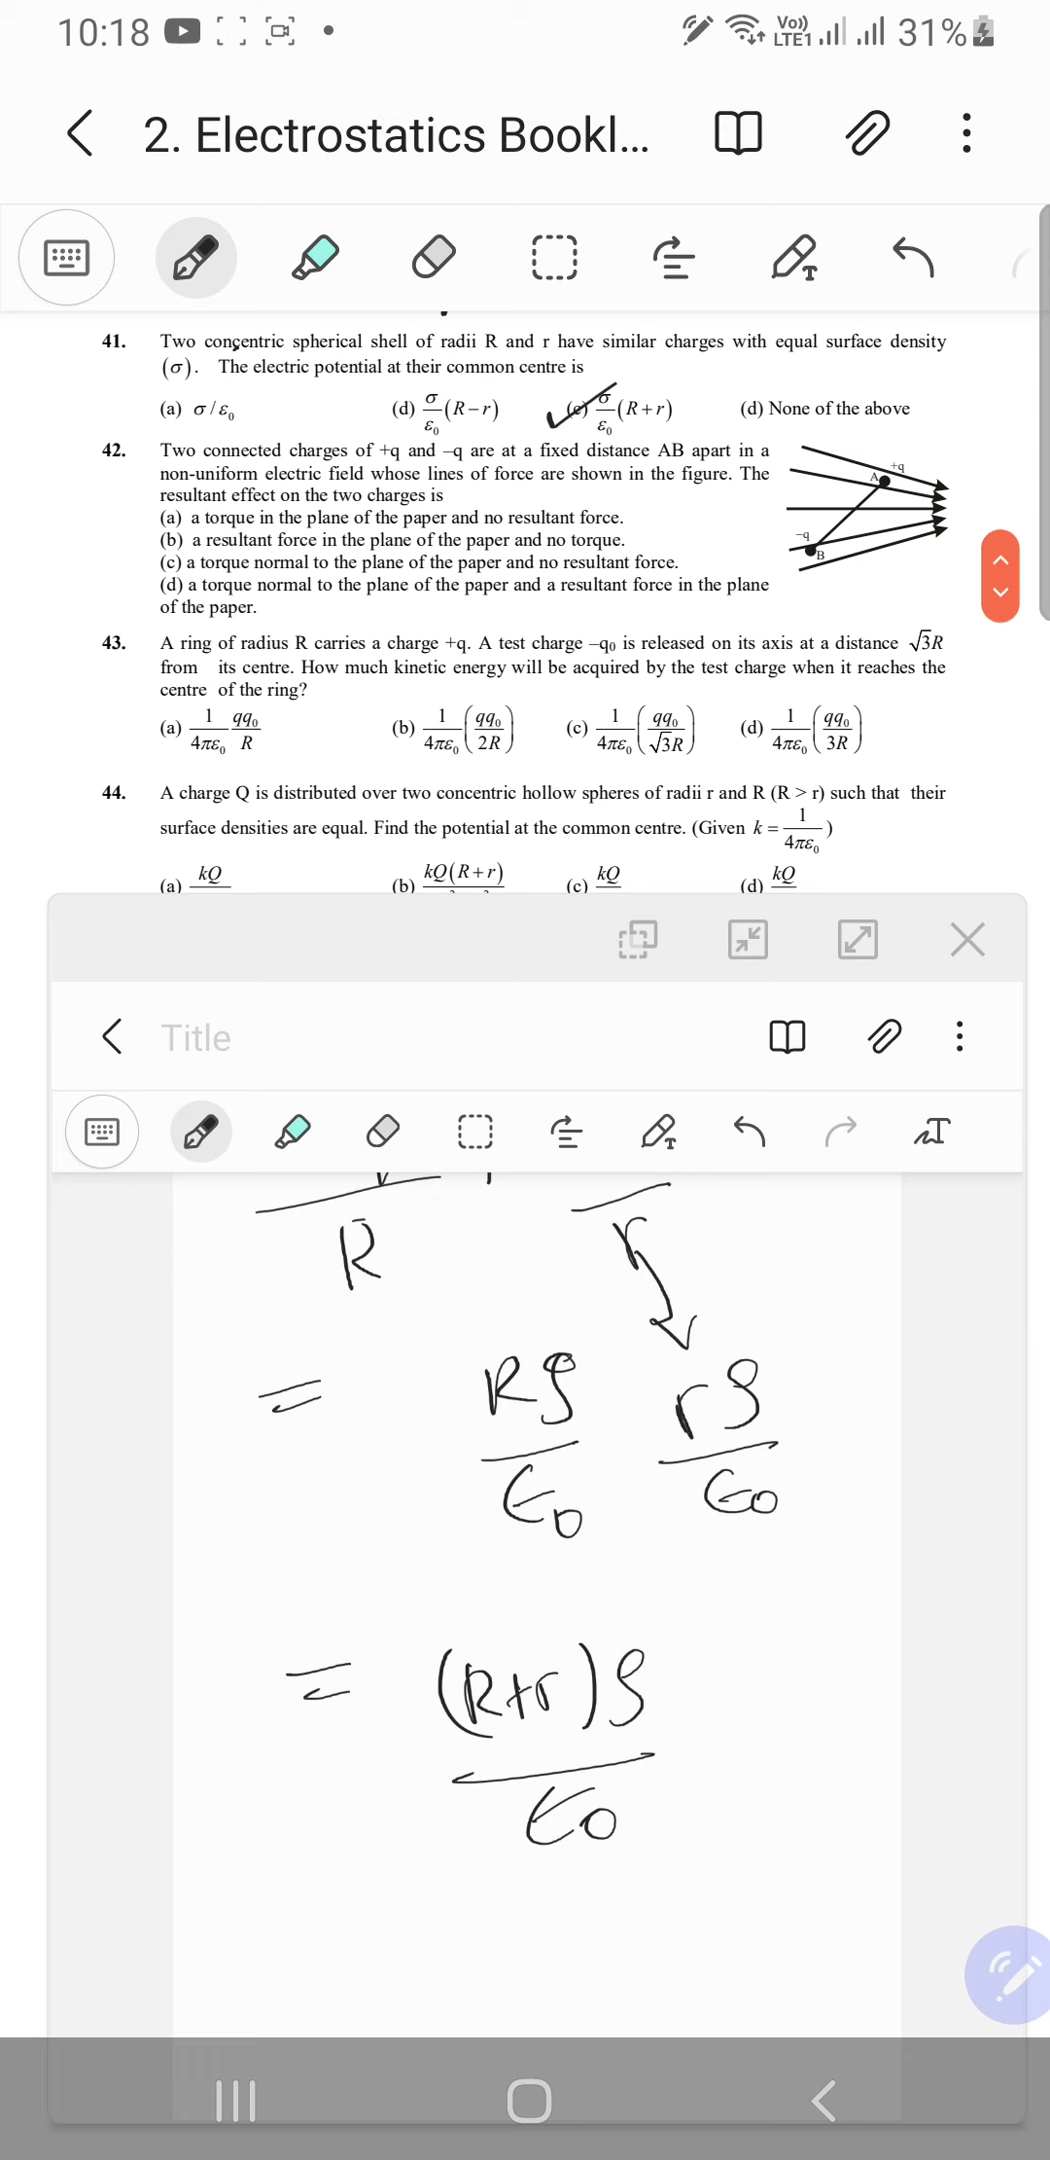 10:18 Vo)) LTE1 31%
2. Electrostatics Bookl...
41. Two concentric spherical shell of radii R and r have similar charges with equal surface density
(σ). The electric potential at their common centre is
(a) σ/ε₀ (d) σ/ε₀ (R−r) (c) σ/ε₀ (R+r) (d) None of the above
42. Two connected charges of +q and –q are at a fixed distance AB apart in a
non-uniform electric field whose lines of force are shown in the figure. The
resultant effect on the two charges is
(a) a torque in the plane of the paper and no resultant force.
(b) a resultant force in the plane of the paper and no torque.
(c) a torque normal to the plane of the paper and no resultant force.
(d) a torque normal to the plane of the paper and a resultant force in the plane
of the paper.
+q
A
−q
B
43. A ring of radius R carries a charge +q. A test charge –q₀ is released on its axis at a distance √3R
from its centre. How much kinetic energy will be acquired by the test charge when it reaches the
centre of the ring?
(a) 1/4πε₀ qq₀/R (b) 1/4πε₀ (qq₀/2R) (c) 1/4πε₀ (qq₀/√3R) (d) 1/4πε₀ (qq₀/3R)
44. A charge Q is distributed over two concentric hollow spheres of radii r and R (R > r) such that their
surface densities are equal. Find the potential at the common centre. (Given k = 1/4πε₀ )
(a) kQ (b) kQ(R+r) (c) kQ (d) kQ
Title
R r
= Rς/ε₀ rς/ε₀
= (R+r)ς/ε₀